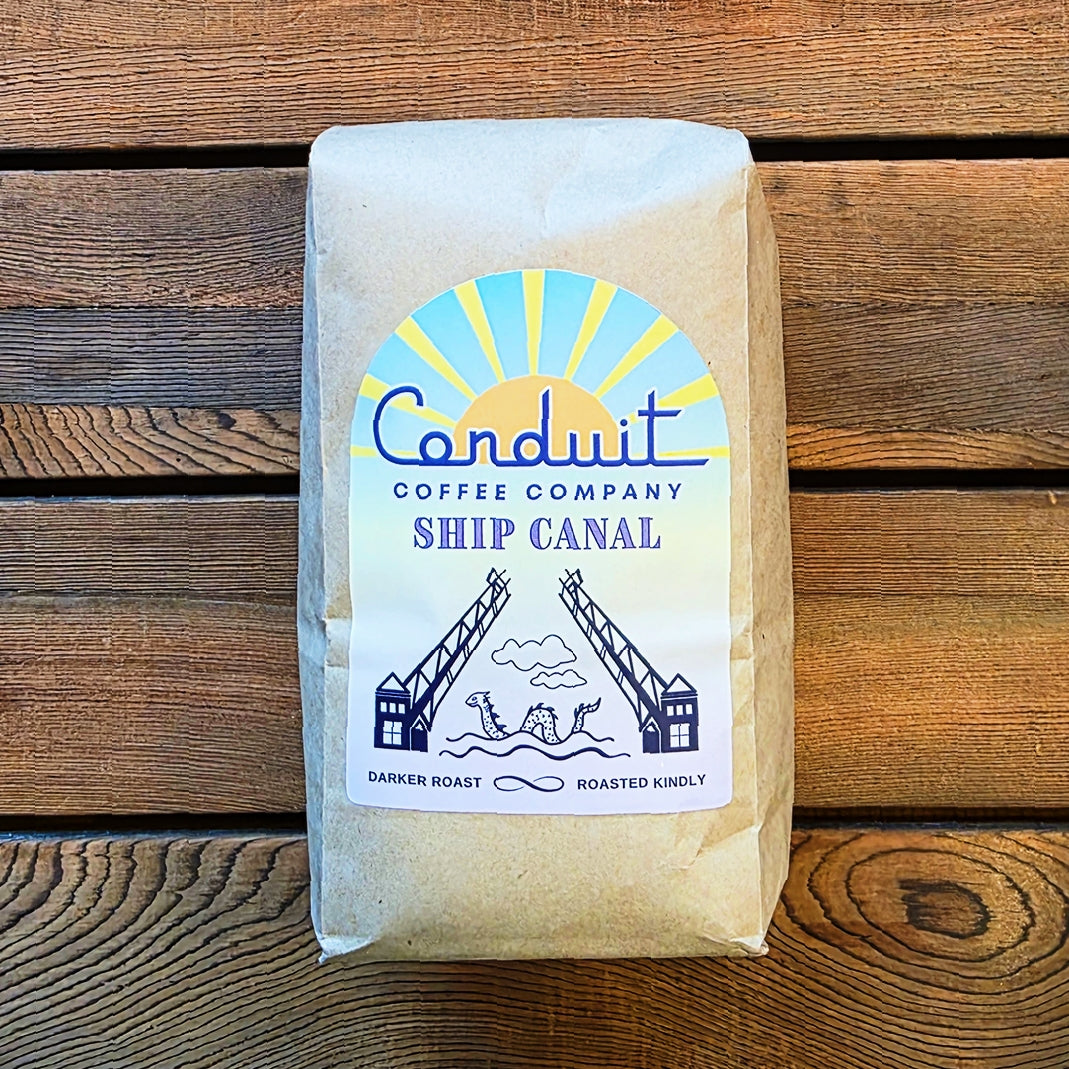 Conduit
COFFEE COMPANY
SHIP CANAL
DARKER ROAST ROASTED KINDLY